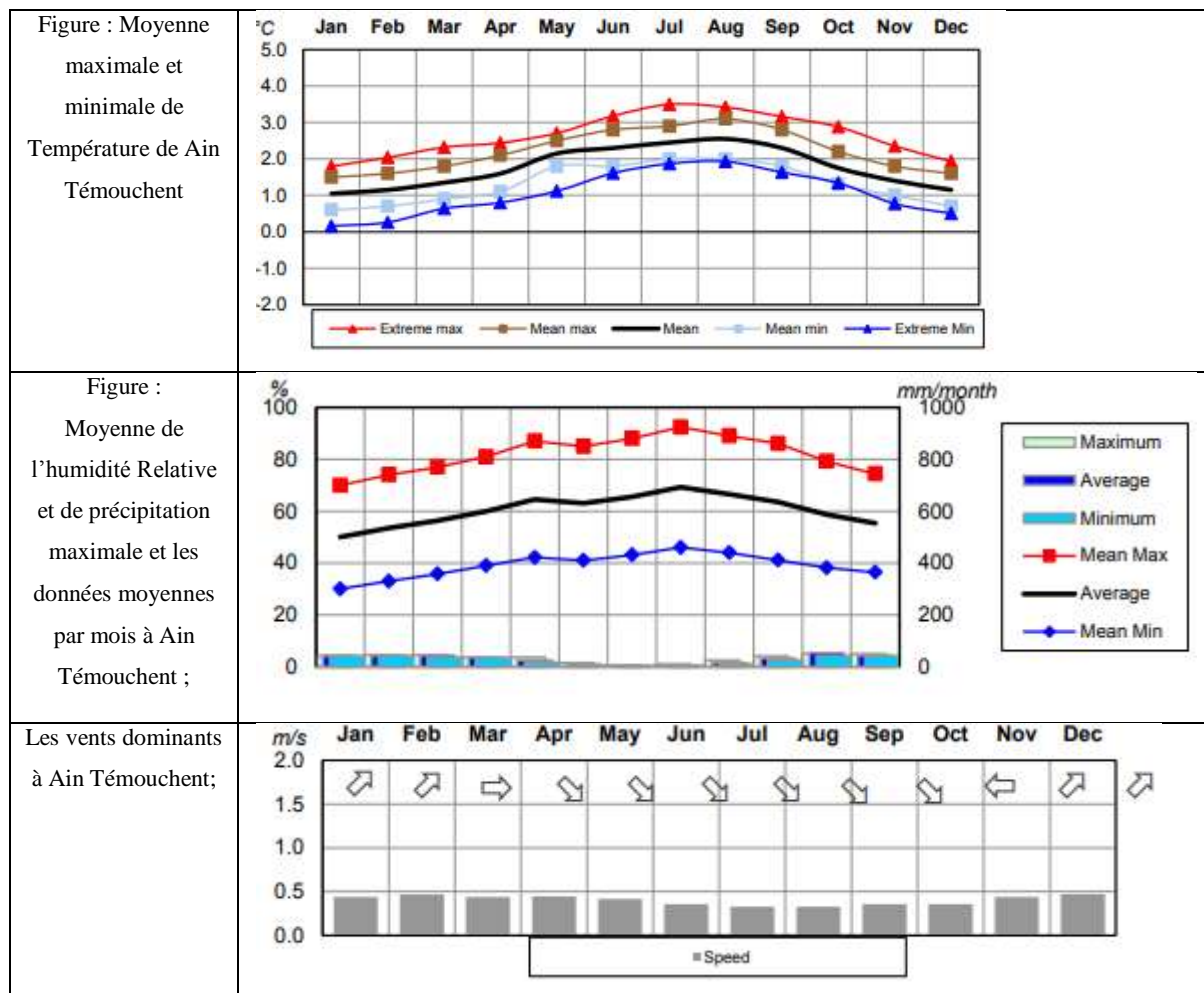 Figure : Moyenne
maximale et
minimale de
Température de Ain
Témouchent
°C Jan Feb Mar Apr May Jun Jul Aug Sep Oct Nov Dec
5.0
4.0
3.0
2.0
1.0
0.0
-1.0
-2.0
Extreme max Mean max Mean Mean min Extreme Min
Figure :
Moyenne de
l’humidité Relative
et de précipitation
maximale et les
données moyennes
par mois à Ain
Témouchent ;
% mm/month
100 1000
80 800
60 600
40 400
20 200
0 0
Maximum
Average
Minimum
Mean Max
Average
Mean Min
Les vents dominants
à Ain Témouchent;
m/s Jan Feb Mar Apr May Jun Jul Aug Sep Oct Nov Dec
2.0
1.5
1.0
0.5
0.0
Speed